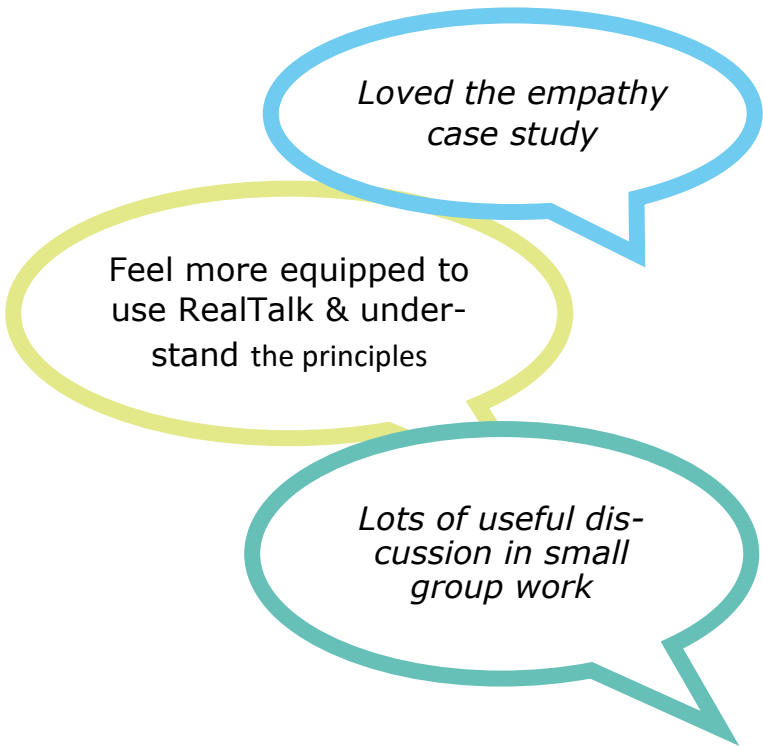 Loved the empathy
case study
Feel more equipped to
use RealTalk & under-
stand the principles
Lots of useful dis-
cussion in small
group work